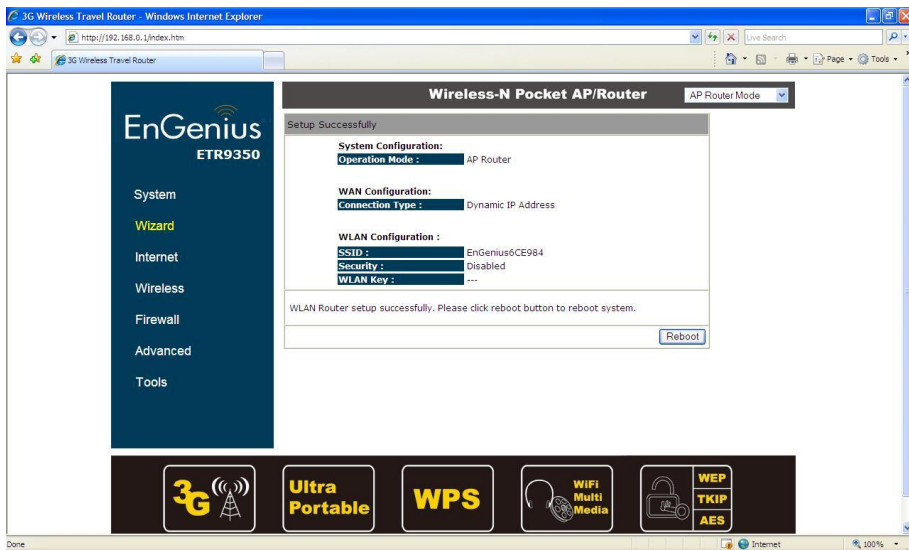 3G Wireless Travel Router - Windows Internet Explorer
http://192.168.0.1/index.htm
Live Search
3G Wireless Travel Router
Page
Tools
Wireless-N Pocket AP/Router
AP Router Mode
EnGenius
ETR9350
System
Wizard
Internet
Wireless
Firewall
Advanced
Tools
Setup Successfully
System Configuration:
Operation Mode : AP Router
WAN Configuration:
Connection Type : Dynamic IP Address
WLAN Configuration :
SSID : EnGenius6CE984
Security : Disabled
WLAN Key : ---
WLAN Router setup successfully. Please click reboot button to reboot system.
Reboot
3G
Ultra
Portable
WPS
WiFi
Multi
Media
WEP
TKIP
AES
Done
Internet
100%